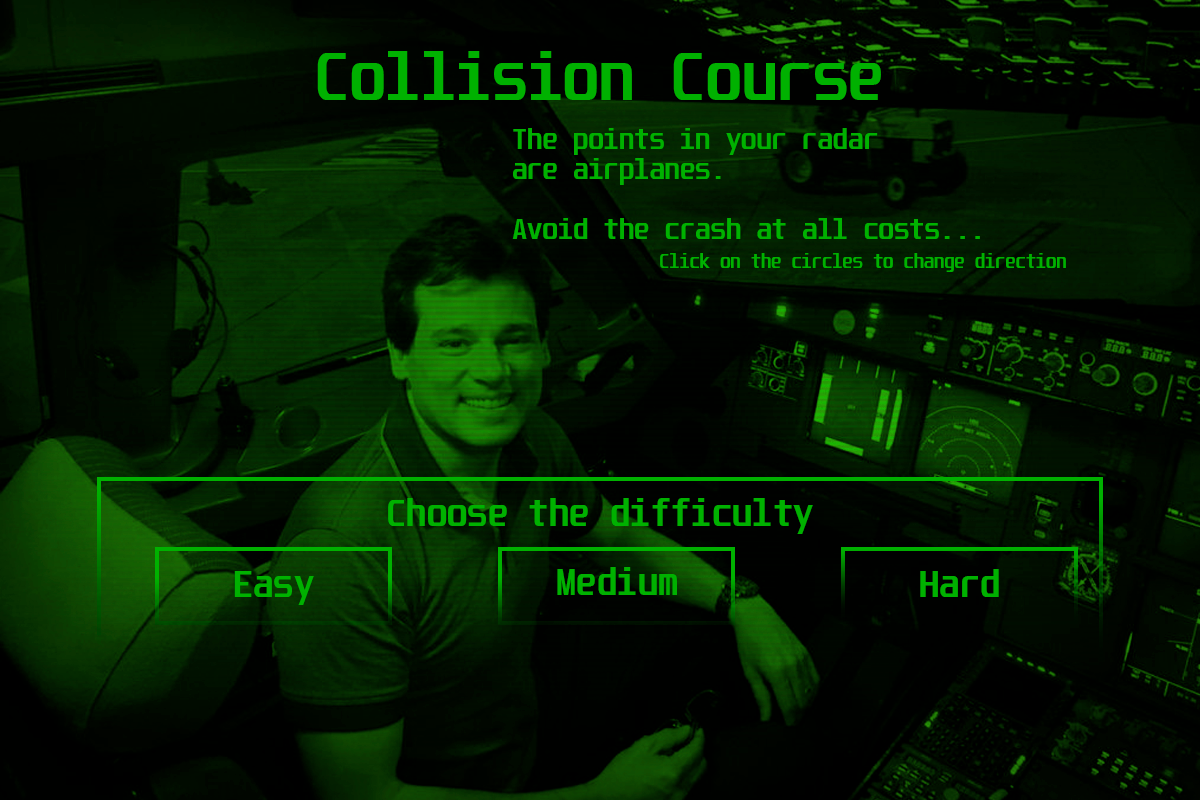 Collision Course
The points in your radar
are airplanes.
Avoid the crash at all costs...
Click on the circles to change direction
Choose the difficulty
Easy
Medium
Hard